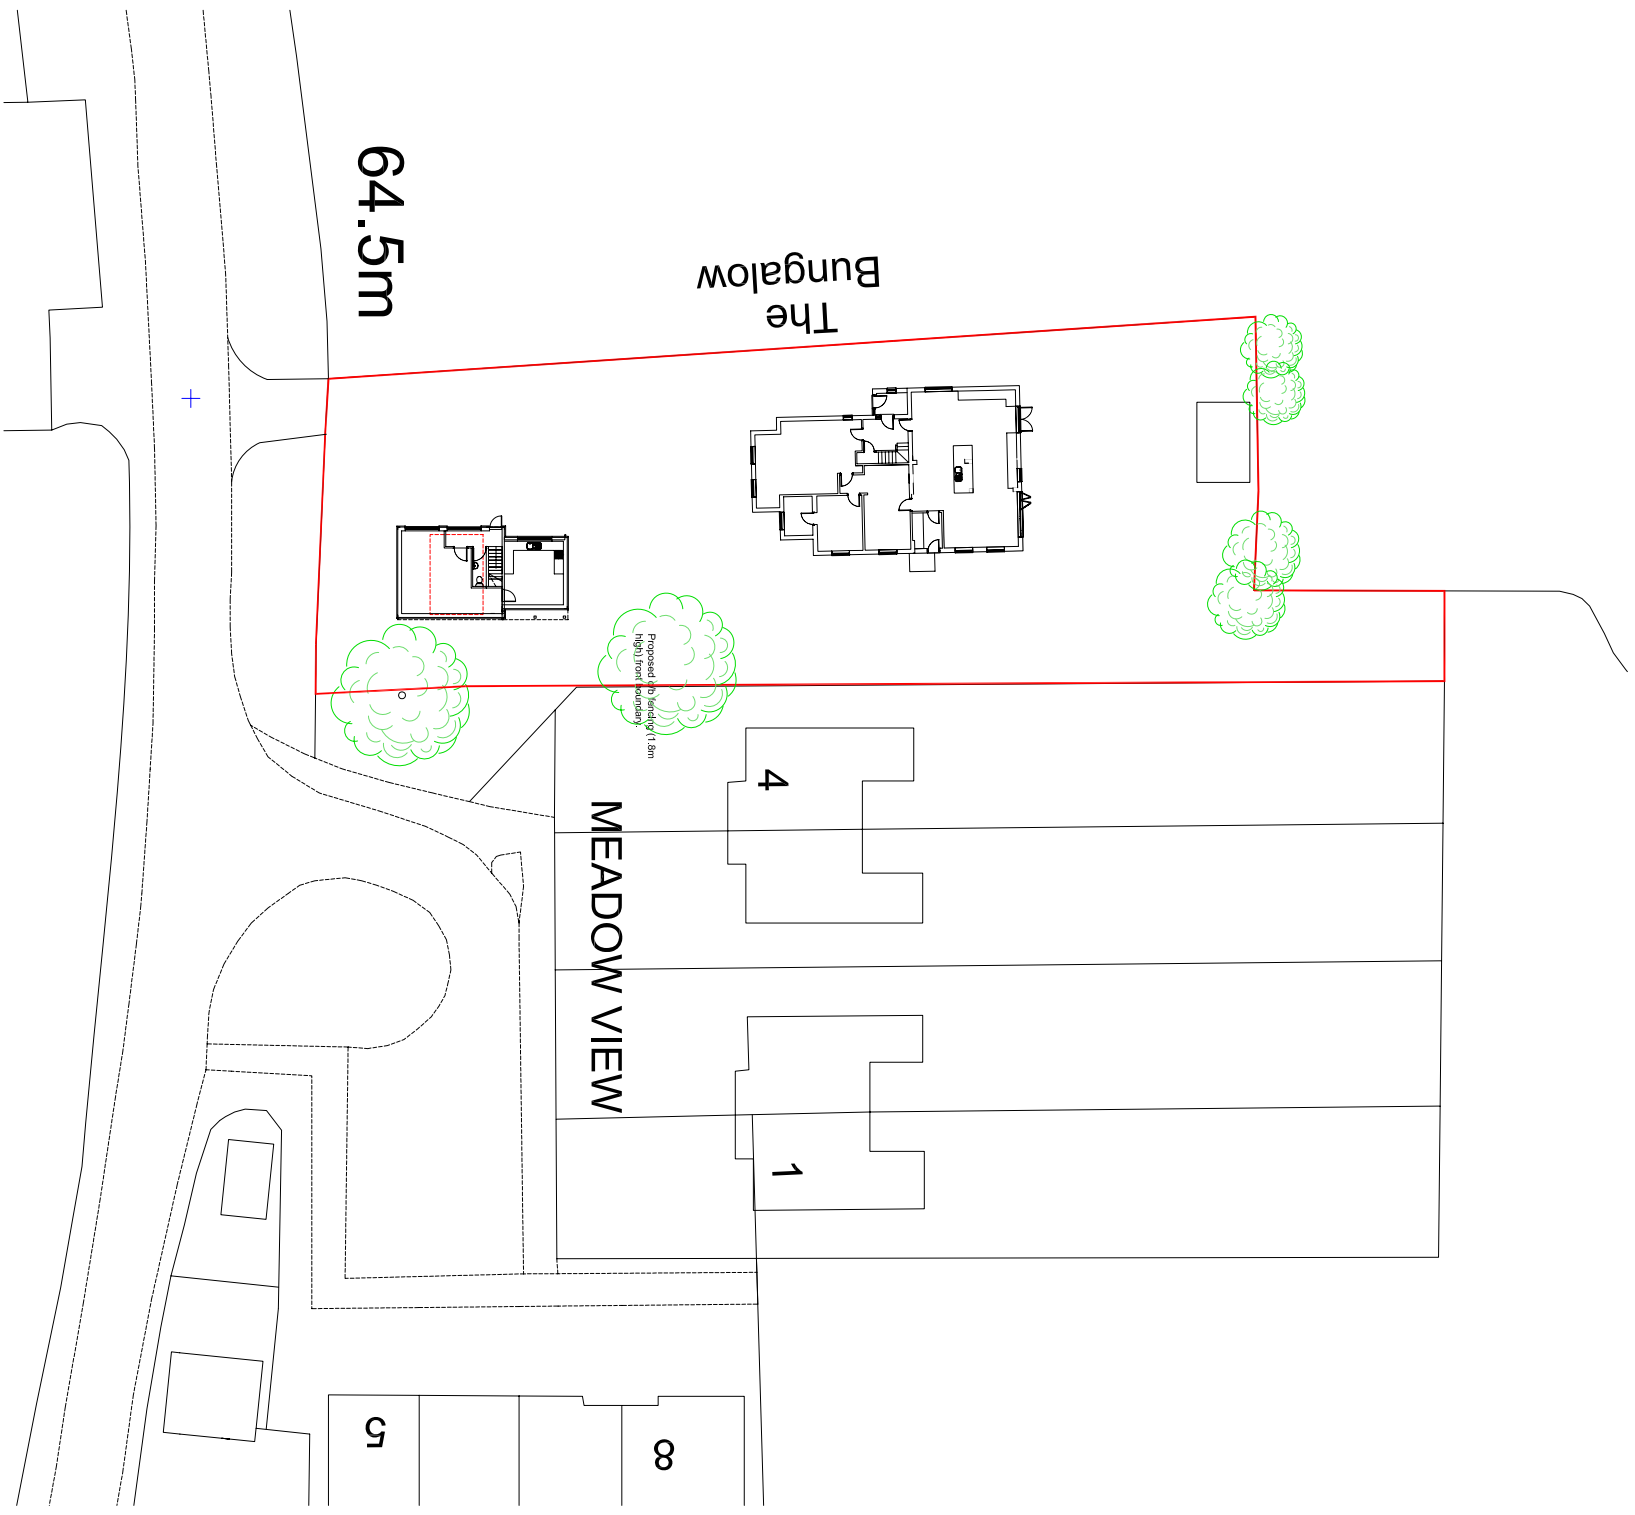 64.5m
The
Bungalow
Proposed c/b fencing (1.8m
high) front boundary.
4
MEADOW VIEW
1
5
8